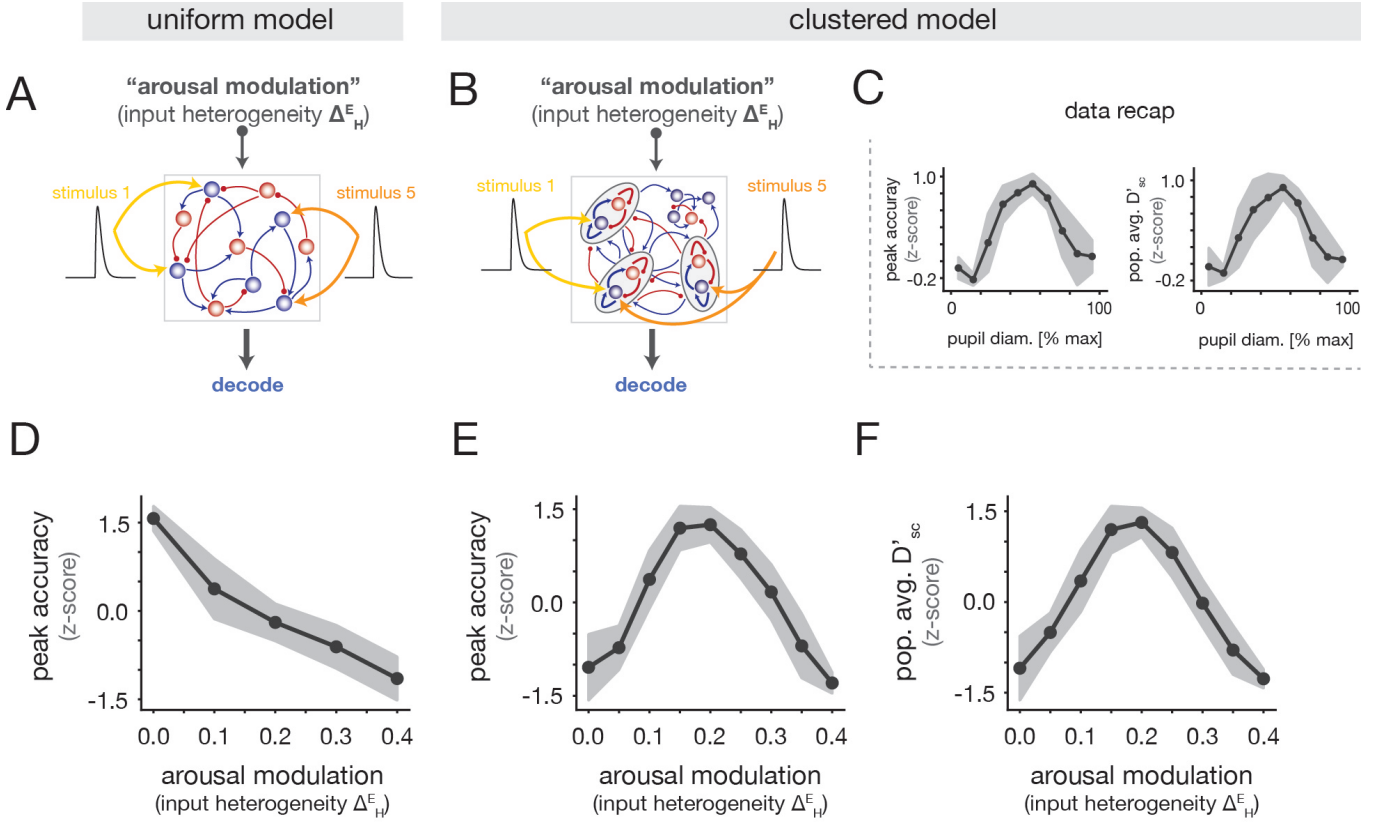 uniform model
clustered model
A
“arousal modulation”
(input heterogeneity Δᴱ_H)
stimulus 1
stimulus 5
decode
B
“arousal modulation”
(input heterogeneity Δᴱ_H)
stimulus 1
stimulus 5
decode
C
data recap
peak accuray
(z-score)
1.0
-0.2
0
100
pupil diam. [% max]
pop. avg. D’sc
(z-score)
1.0
-0.2
0
100
pupil diam. [% max]
D
peak accuracy
(z-score)
1.5
0.0
-1.5
0.0 0.1 0.2 0.3 0.4
arousal modulation
(input heterogeneity Δᴱ_H)
E
peak accuracy
(z-score)
1.5
0.0
-1.5
0.0 0.1 0.2 0.3 0.4
arousal modulation
(input heterogeneity Δᴱ_H)
F
pop. avg. D’sc
(z-score)
1.5
0.0
-1.5
0.0 0.1 0.2 0.3 0.4
arousal modulation
(input heterogeneity Δᴱ_H)